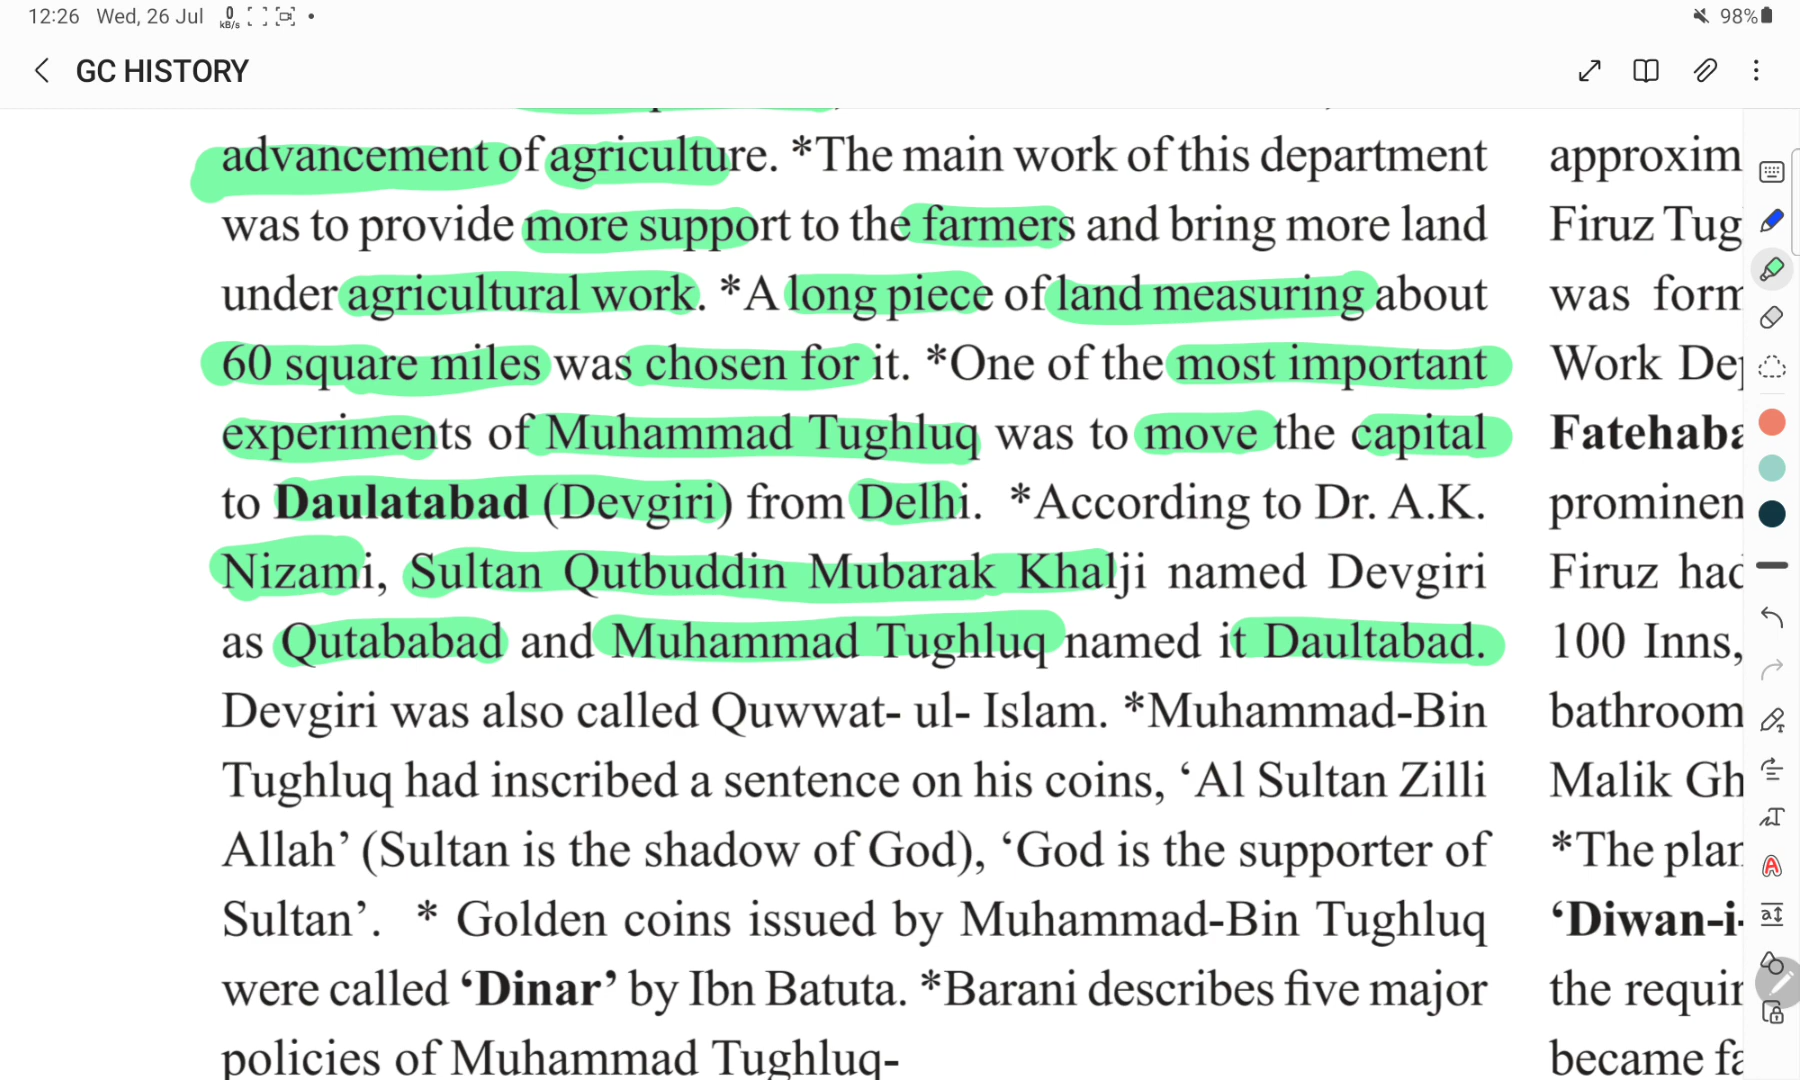 12:26 Wed, 26 Jul 0 kB/s 98%
GC HISTORY
advancement of agriculture. *The main work of this department
was to provide more support to the farmers and bring more land
under agricultural work. *A long piece of land measuring about
60 square miles was chosen for it. *One of the most important
experiments of Muhammad Tughluq was to move the capital
to Daulatabad (Devgiri) from Delhi. *According to Dr. A.K.
Nizami, Sultan Qutbuddin Mubarak Khalji named Devgiri
as Qutababad and Muhammad Tughluq named it Daultabad.
Devgiri was also called Quwwat- ul- Islam. *Muhammad-Bin
Tughluq had inscribed a sentence on his coins, ‘Al Sultan Zilli
Allah’ (Sultan is the shadow of God), ‘God is the supporter of
Sultan’. * Golden coins issued by Muhammad-Bin Tughluq
were called ‘Dinar’ by Ibn Batuta. *Barani describes five major
policies of Muhammad Tughluq-
approxim
Firuz Tug
was form
Work De
Fatehaba
prominen
Firuz had
100 Inns,
bathroom
Malik Gh
*The plan
‘Diwan-i-
the requir
became fa